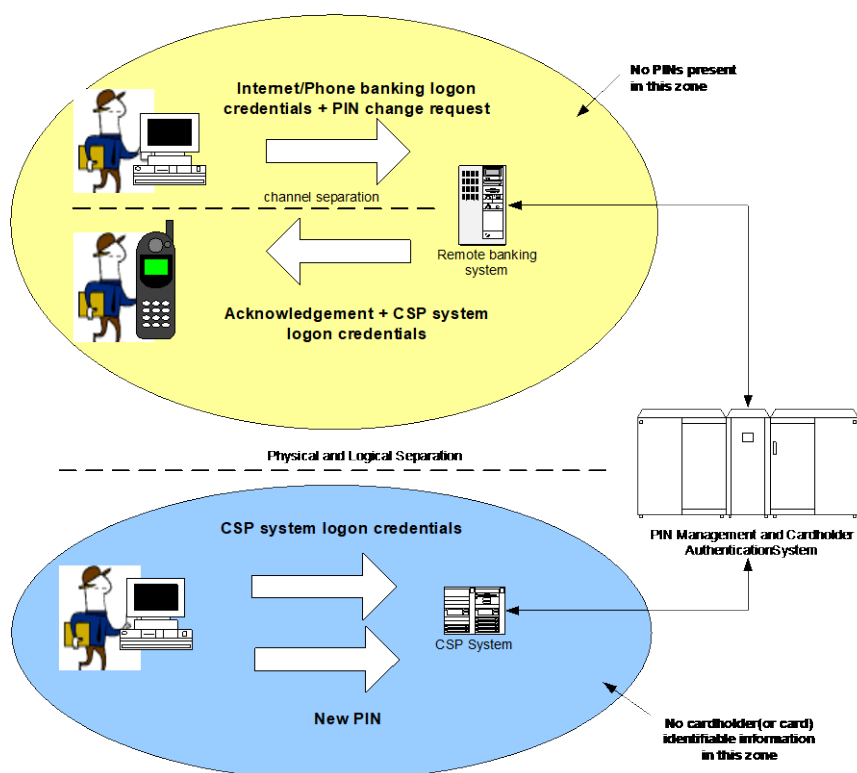 Internet/Phone banking logon
credentials + PIN change request
No PINs present
in this zone
channel separation
Remote banking
system
Acknowledgement + CSP system
logon credentials
Physical and Logical Separation
PIN Management and Cardholder
AuthenticationSystem
CSP system logon credentials
CSP System
New PIN
No cardholder(or card)
identifiable information
in this zone